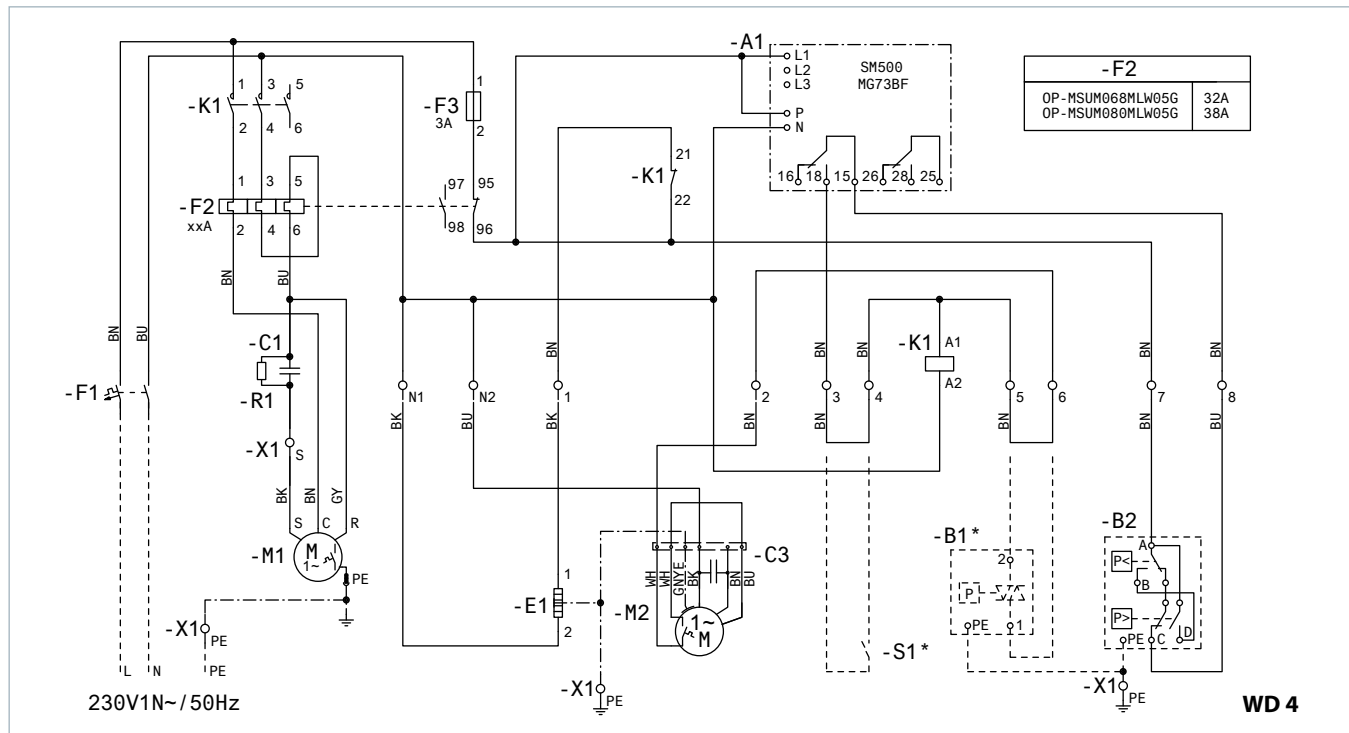 -A1
L1
L2
L3
SM500
MG73BF
P
N
16 18 15 26 28 25
-F2
OP-MSUM068MLW05G 32A
OP-MSUM080MLW05G 38A
1 3 5
-K1
2 4 6
1
-F3
3A
2
21
-K1
22
1 3 5
-F2
xxA
2 4 6
97 95
98 96
BN
BU
BN
BU
-C1
-R1
-F1
-X1
S
BK
BN
GY
S C R
-M1
M
1~
PE
-X1
PE
L N PE
230V1N~/50Hz
N1
BK
N2
BU
BN
1
BK
BN
2
BN
BN
3
BN
BN
4
-K1
A1
A2
BN
5
BN
6
BN
7
BN
BN
8
BU
1
-E1
2
-C3
WH
WH
GNYE
BK
BN
BU
-M2
1~
M
-X1
PE
-S1*
-B1*
2
P
PE
1
-B2
A
P<
B
P>
PE
C
D
-X1
PE
WD 4